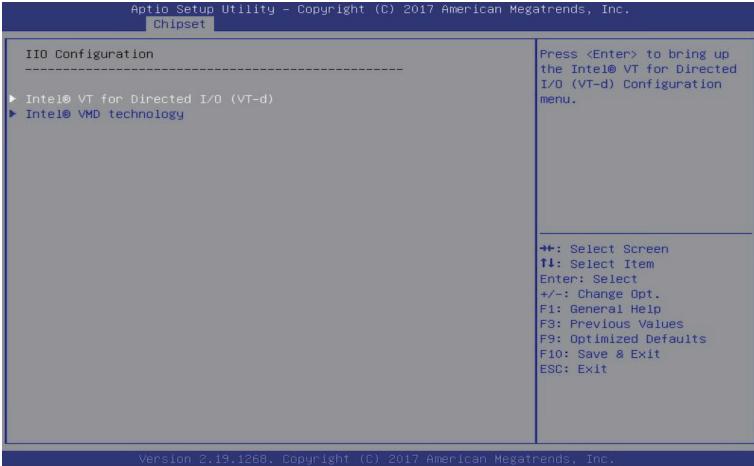 Aptio Setup Utility – Copyright (C) 2017 American Megatrends, Inc.
Chipset
IIO Configuration
--------------------------------------------------
▶ Intel® VT for Directed I/O (VT-d)
▶ Intel® VMD technology
Press <Enter> to bring up
the Intel® VT for Directed
I/O (VT-d) Configuration
menu.
→←: Select Screen
↑↓: Select Item
Enter: Select
+/-: Change Opt.
F1: General Help
F3: Previous Values
F9: Optimized Defaults
F10: Save & Exit
ESC: Exit
Version 2.19.1268. Copyright (C) 2017 American Megatrends, Inc.